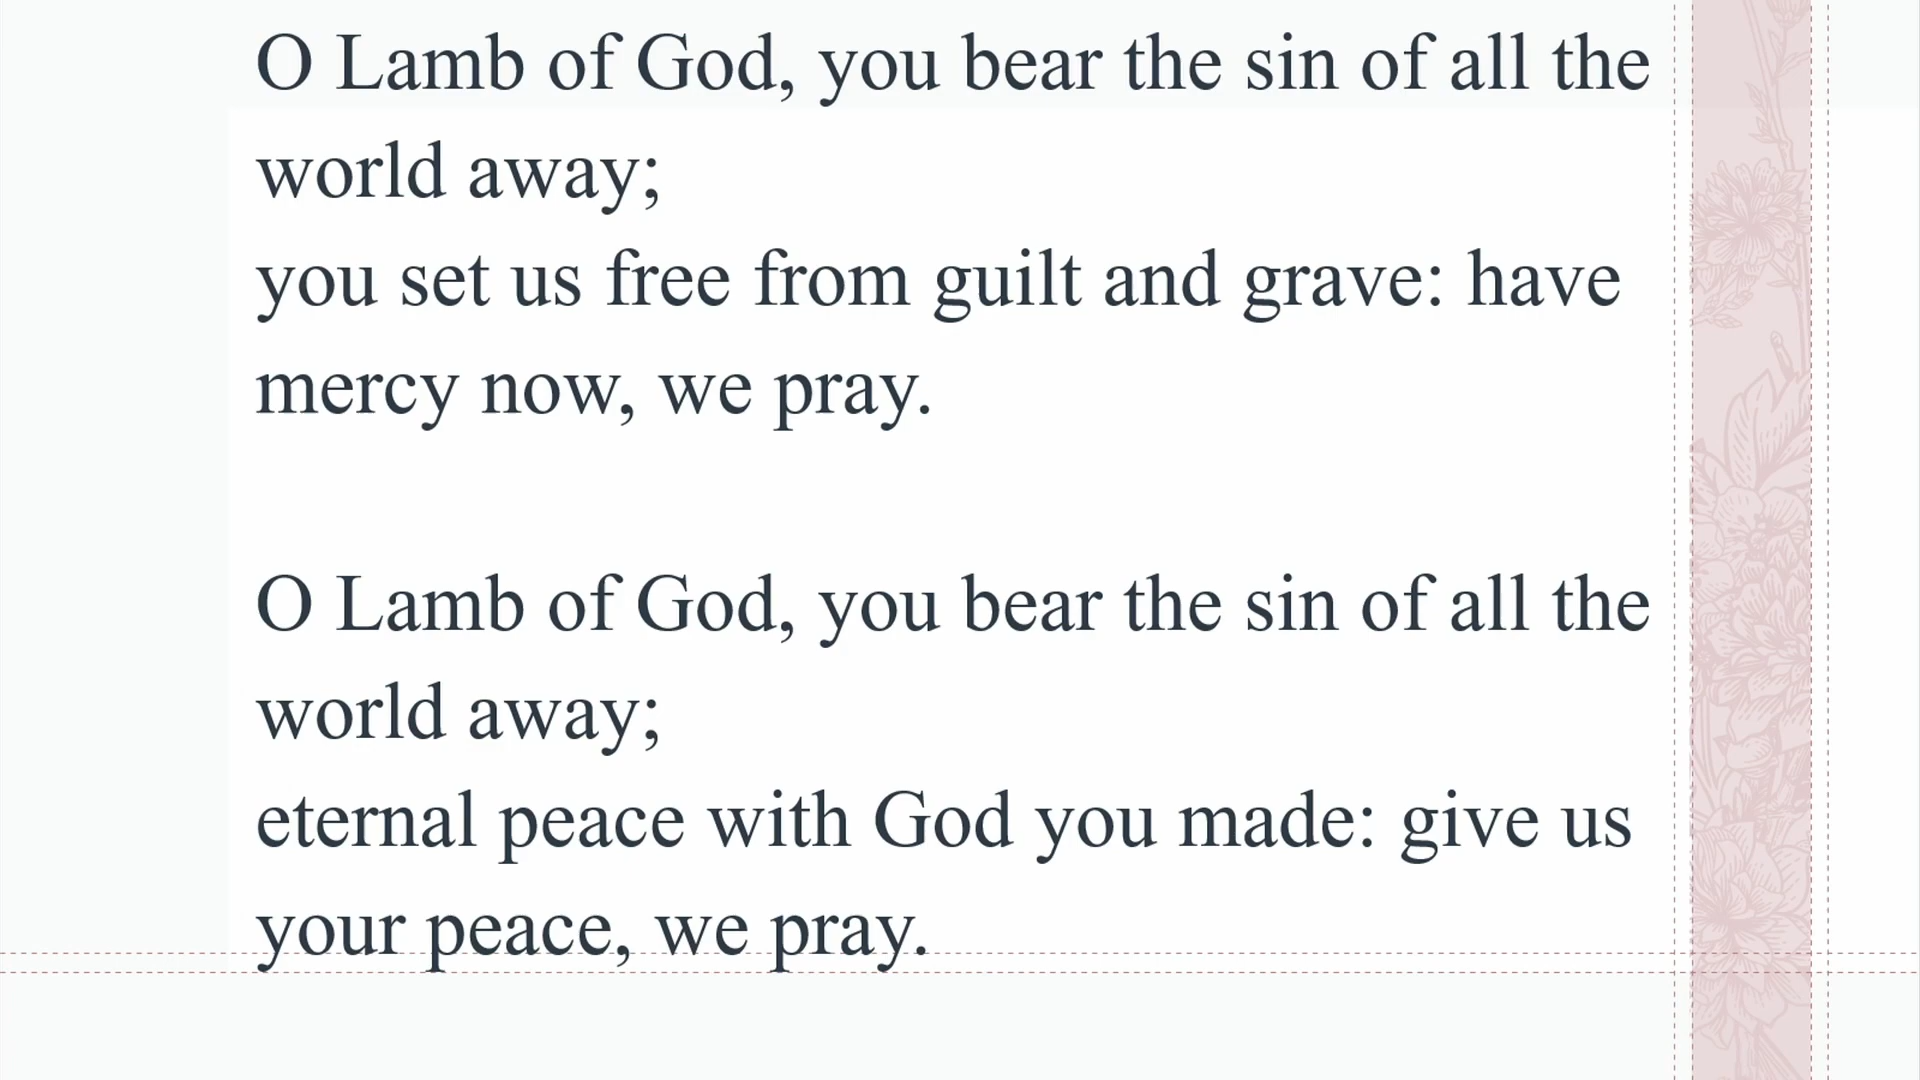 O Lamb of God, you bear the sin of all the
world away;
you set us free from guilt and grave: have
mercy now, we pray.
O Lamb of God, you bear the sin of all the
world away;
eternal peace with God you made: give us
your peace, we pray.